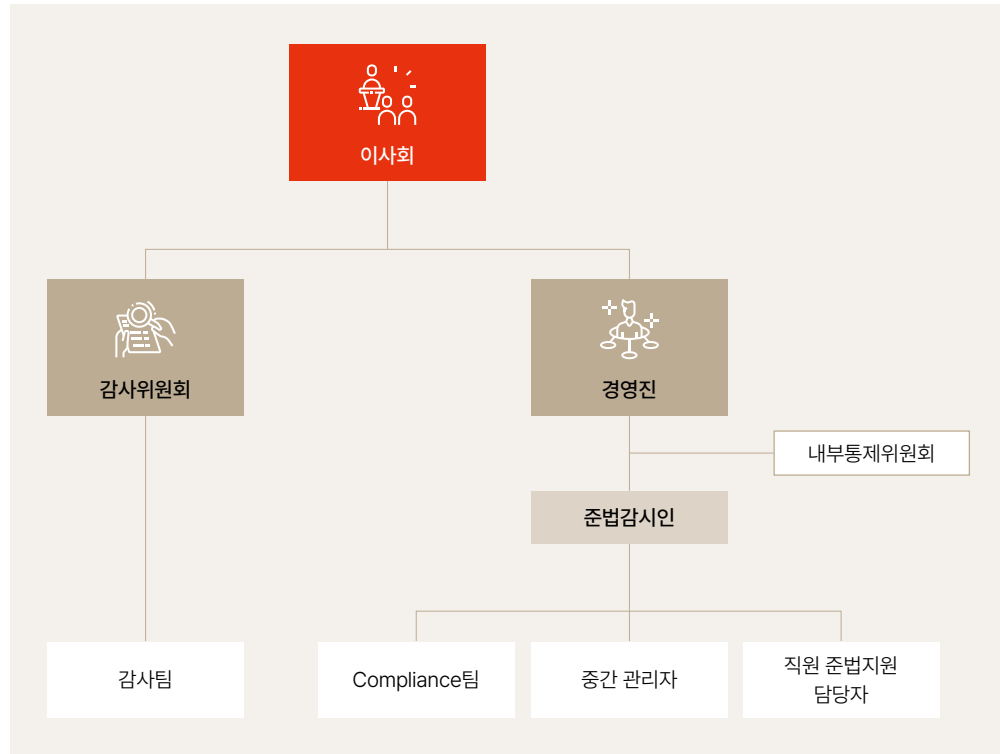 이사회
감사위원회
경영진
내부통제위원회
준법감시인
감사팀
Compliance팀
중간 관리자
직원 준법지원
담당자